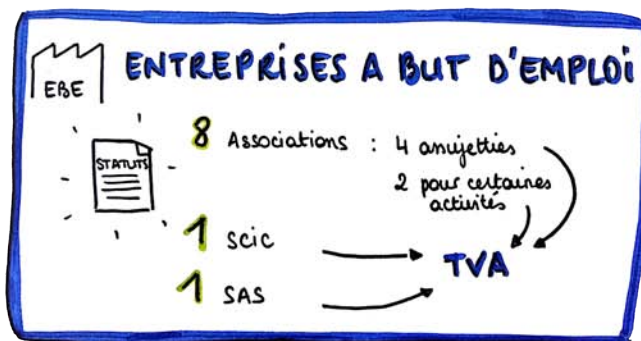 EBE
ENTREPRISES A BUT D'EMPLOI
STATUTS
8 Associations : 4 assujetties
2 pour certaines
activités
1 SCIC
1 SAS
TVA